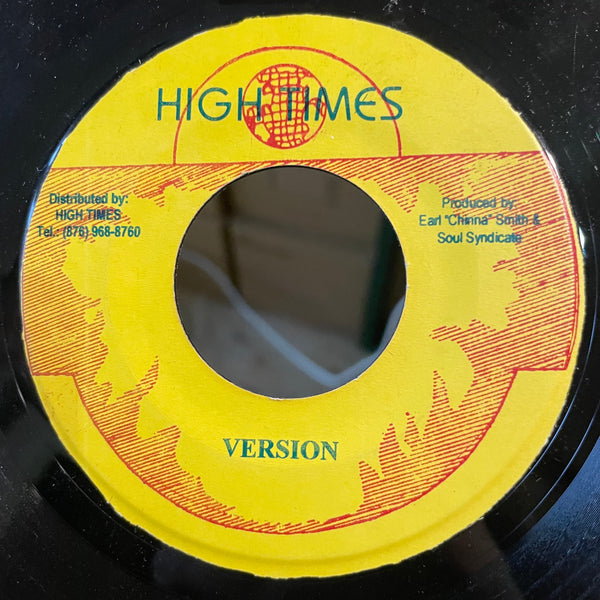 HIGH TIMES
Distributed by:
HIGH TIMES
Tel.: (876) 968-8760
Produced by:
Earl "Chinna" Smith &
Soul Syndicate
VERSION